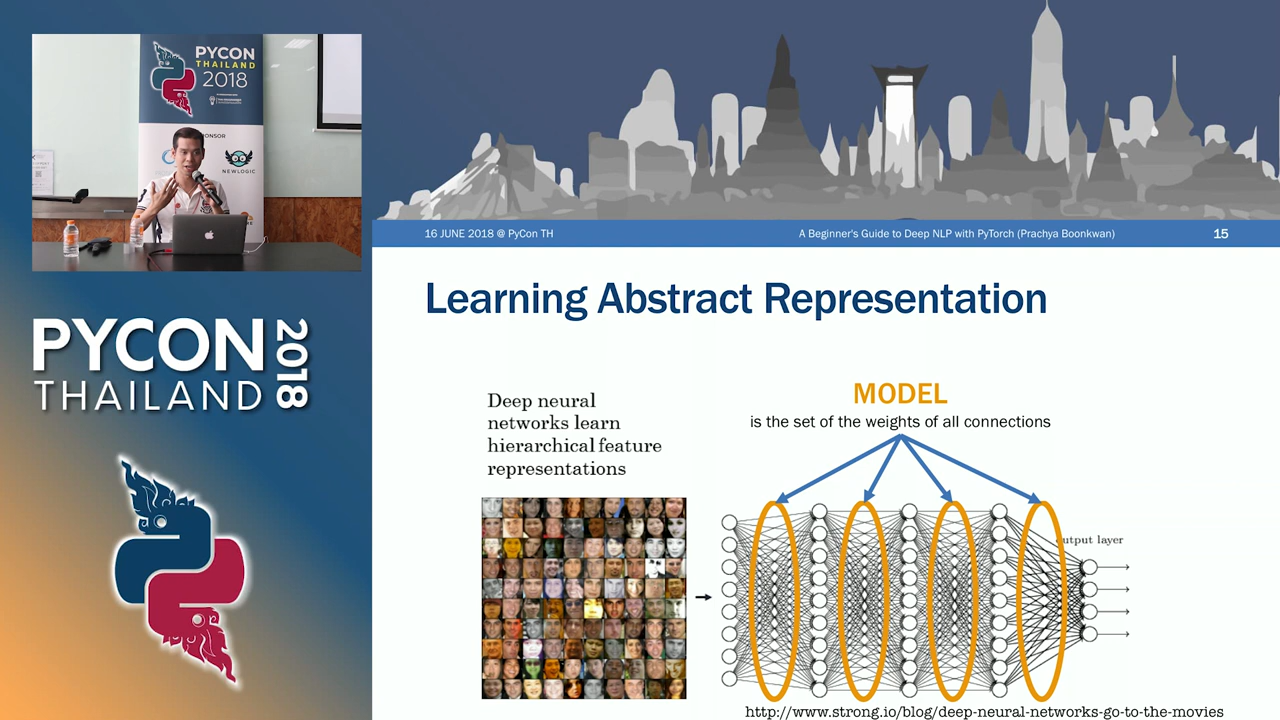 PYCON
THAILAND
2018
NEWLOGIC
PYCON
THAILAND
2018
16 JUNE 2018 @ PyCon TH
A Beginner's Guide to Deep NLP with PyTorch (Prachya Boonkwan)
15
Learning Abstract Representation
Deep neural
networks learn
hierarchical feature
representations
MODEL
is the set of the weights of all connections
layer
http://www.strong.io/blog/deep-neural-networks-go-to-the-movies